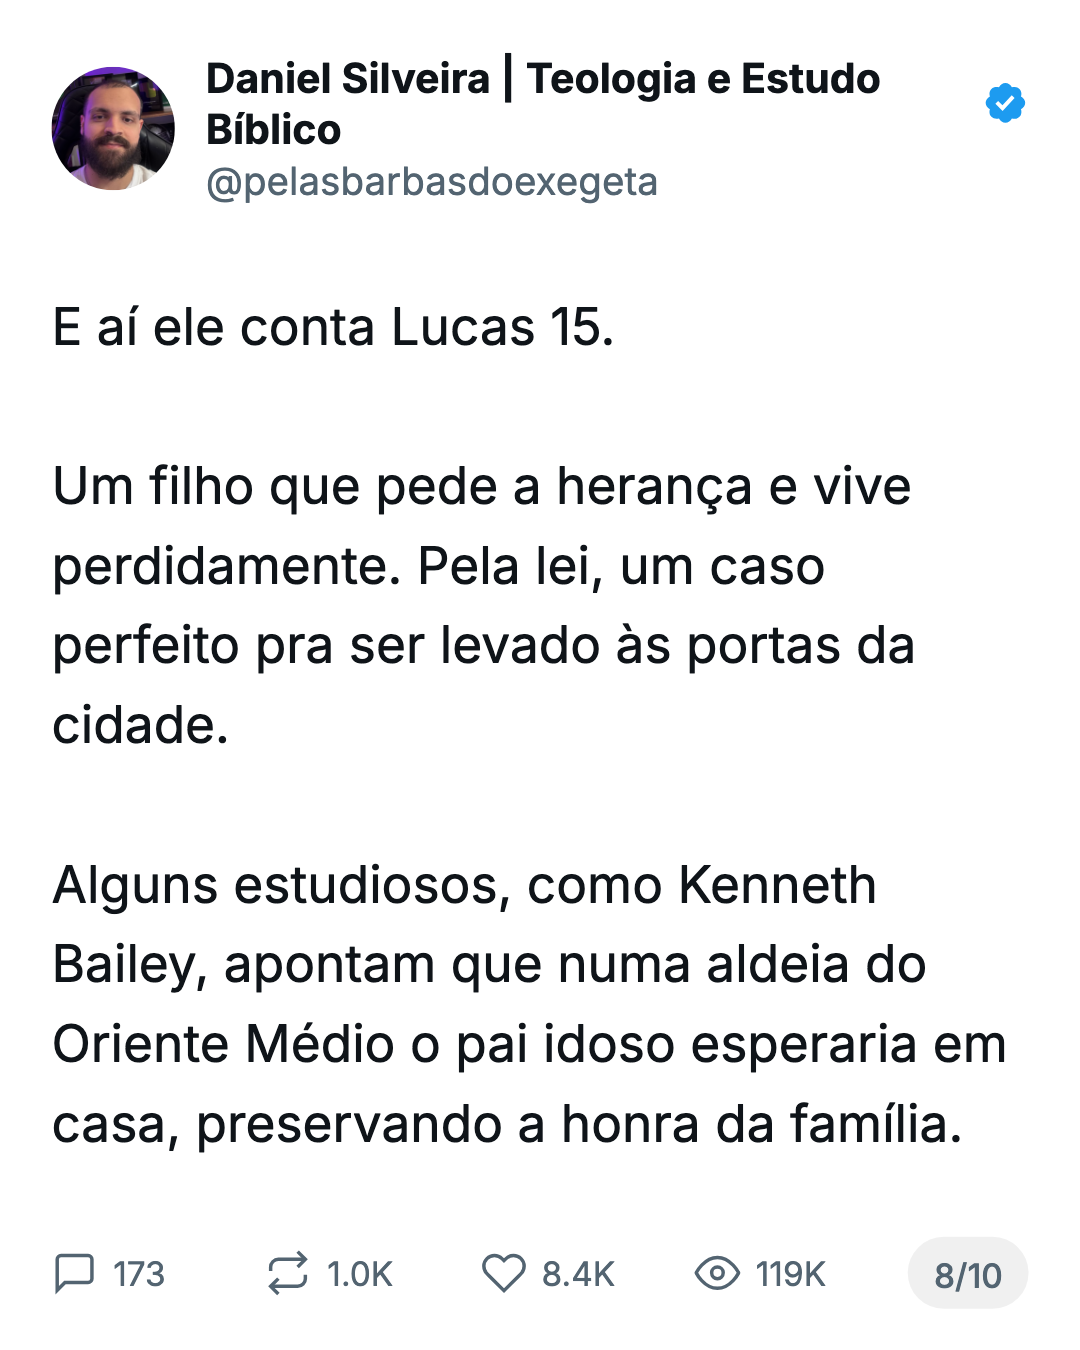 Daniel Silveira | Teologia e Estudo
Bíblico
@pelasbarbasdoexegeta
E aí ele conta Lucas 15.
Um filho que pede a herança e vive
perdidamente. Pela lei, um caso
perfeito pra ser levado às portas da
cidade.
Alguns estudiosos, como Kenneth
Bailey, apontam que numa aldeia do
Oriente Médio o pai idoso esperaria em
casa, preservando a honra da família.
173 1.0K 8.4K 119K 8/10